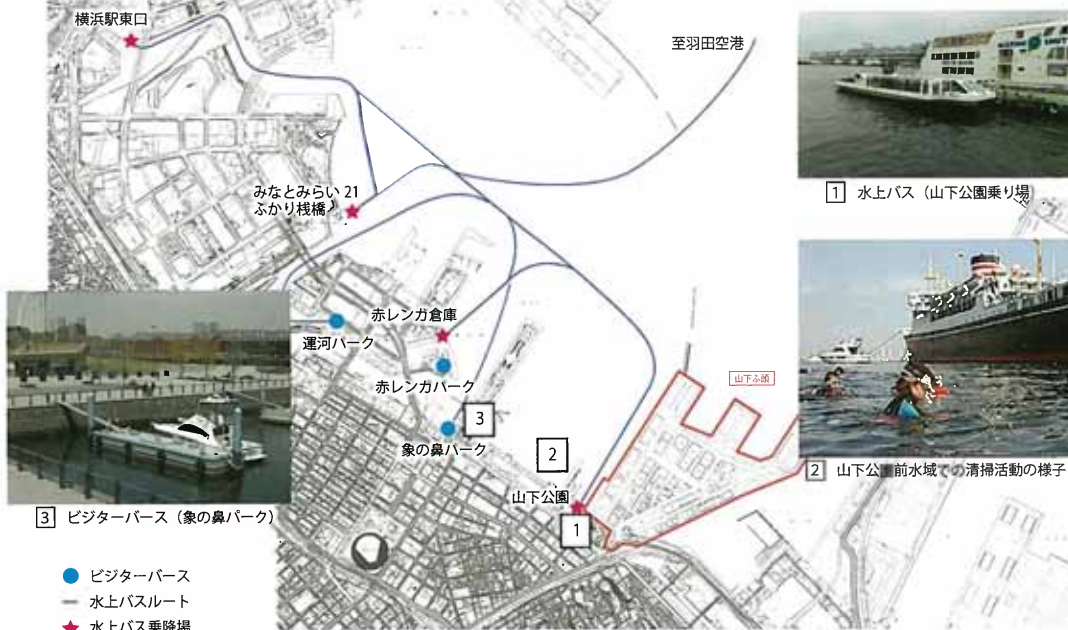 横浜駅東口
至羽田空港
みなとみらい 21
ぷかり桟橋
1 水上バス（山下公園乗り場
赤レンガ倉庫
運河パーク
赤レンガパーク
山下ふ頭
3
象の鼻パーク
2
山下公園
1
2 山下公園前水域での清掃活動の様子
3 ビジターバース（象の鼻パーク）
ビジターバース
水上バスルート
水上バス乗降場